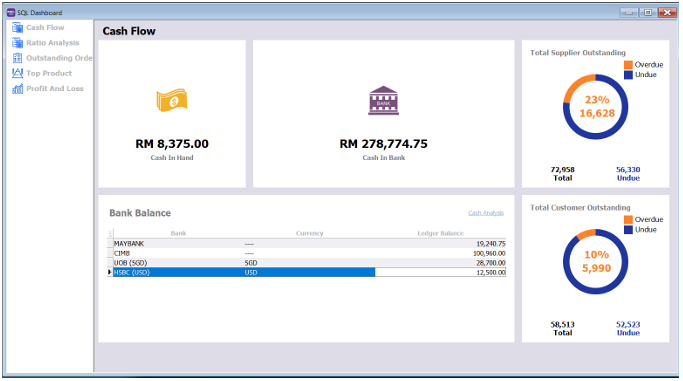 SQL Dashboard
Cash Flow
Ratio Analysis
Outstanding Orde
Top Product
Profit And Loss
Cash Flow
RM 8,375.00
Cash In Hand
BANK
RM 278,774.75
Cash In Bank
Total Supplier Outstanding
Overdue
Undue
23%
16,628
72,958 56,330
Total Undue
Bank Balance Cash Analysis
Bank Currency Ledger Balance
MAYBANK ---- 19,240.75
CIMB ---- 100,960.00
UOB (SGD) SGD 28,700.00
HSBC (USD) USD 12,500.00
Total Customer Outstanding
Overdue
Undue
10%
5,990
58,513 52,523
Total Undue